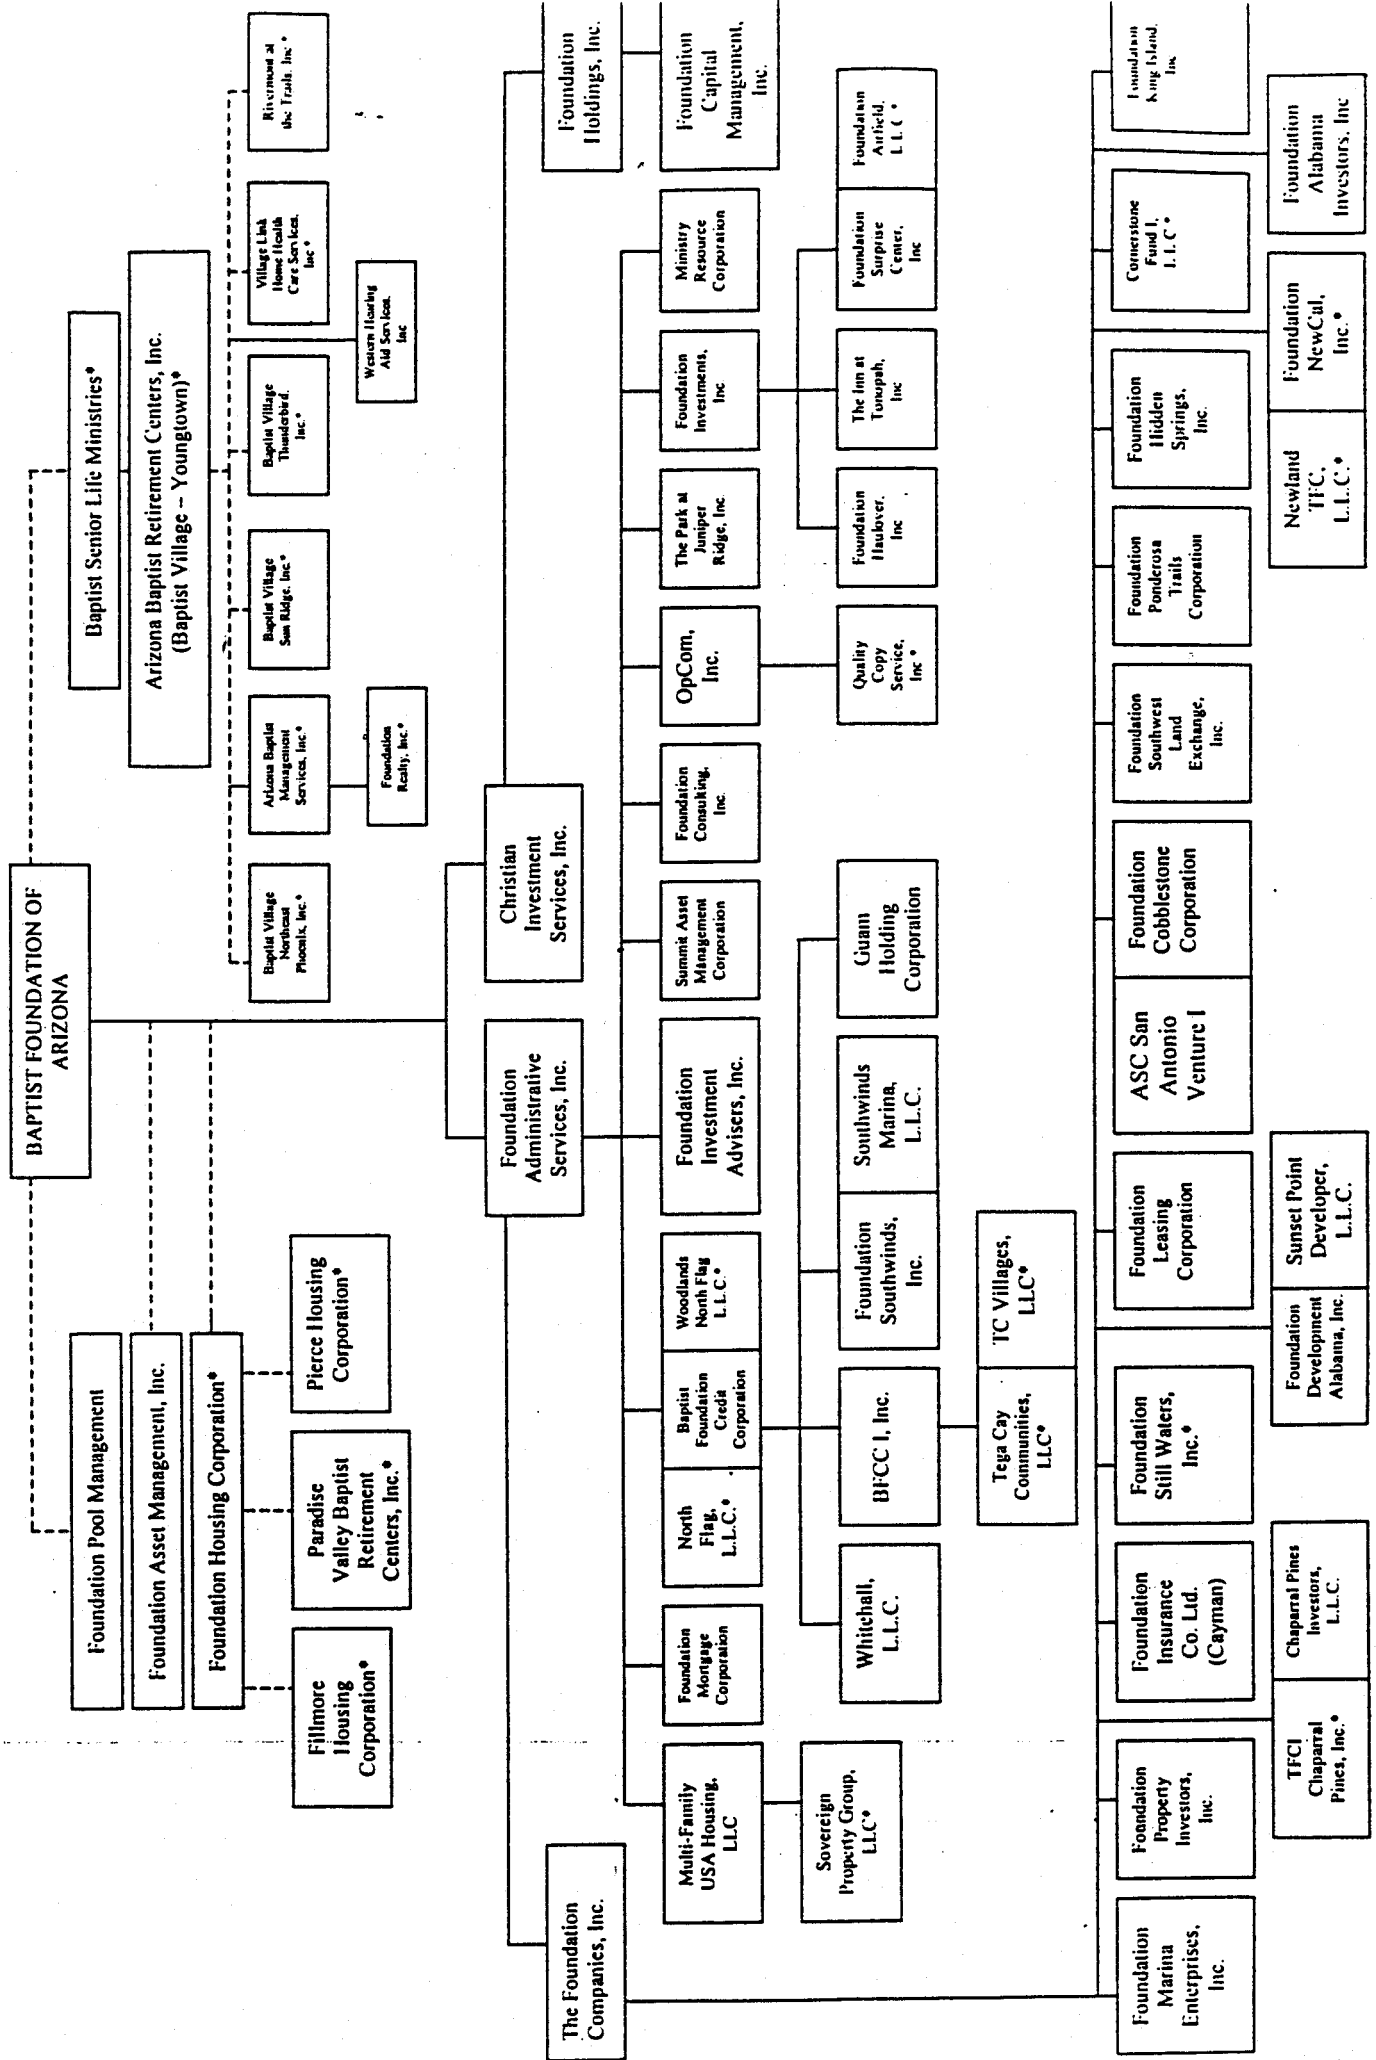 BAPTIST FOUNDATION OF
ARIZONA
Foundation Pool Management
Foundation Asset Management, Inc.
Foundation Housing Corporation*
Fillmore
Housing
Corporation*
Paradise
Valley Baptist
Retirement
Centers, Inc.*
Pierce Housing
Corporation*
Baptist Senior Life Ministries*
Arizona Baptist Retirement Centers, Inc.
(Baptist Village – Youngtown)*
Baptist Village
Northeast
Phoenix, Inc.*
Arizona Baptist
Management
Services, Inc.*
Baptist Village
Sun Ridge, Inc.*
Baptist Village
Thunderbird,
Inc.*
Village Link
Home Health
Care Services,
Inc*
Rivermont at
the Trails, Inc*
Foundation
Realty, Inc.*
Western Hearing
Aid Services,
Inc
Foundation
Administrative
Services, Inc.
Christian
Investment
Services, Inc.
The Foundation
Companies, Inc.
Foundation
Holdings, Inc.
Multi-Family
USA Housing,
LLC
Foundation
Mortgage
Corporation
North
Flag,
L.L.C.*
Baptist
Foundation
Credit
Corporation
Woodlands
North Flag
L.L.C.*
Foundation
Investment
Advisers, Inc.
Summit Asset
Management
Corporation
Foundation
Consulting,
Inc.
OpCom,
Inc.
The Park at
Juniper
Ridge, Inc.
Foundation
Investments,
Inc
Ministry
Resource
Corporation
Foundation
Capital
Management,
Inc.
Sovereign
Property Group,
LLC*
Whitehall,
L.L.C.
BFCC I, Inc.
Foundation
Southwinds,
Inc.
Southwinds
Marina,
L.L.C.
Guam
Holding
Corporation
Quality
Copy
Service,
Inc*
Foundation
Haulover,
Inc
The Inn at
Tonopah,
Inc
Foundation
Surprise
Center,
Inc
Foundation
Airfield,
L.L.C*
Tega Cay
Communities,
LLC*
TC Villages,
LLC*
Foundation
Marina
Enterprises,
Inc.
Foundation
Property
Investors,
Inc.
Foundation
Insurance
Co. Ltd.
(Cayman)
Foundation
Still Waters,
Inc.*
Foundation
Leasing
Corporation
ASC San
Antonio
Venture I
Foundation
Cobblestone
Corporation
Foundation
Southwest
Land
Exchange,
Inc.
Foundation
Ponderosa
Trails
Corporation
Foundation
Hidden
Springs,
Inc.
Cornerstone
Fund I,
L.L.C*
Foundation
King Island,
Inc
TFCI
Chaparral
Pines, Inc.*
Chaparral Pines
Investors,
L.L.C.
Foundation
Development
Alabama, Inc.
Sunset Point
Developer,
L.L.C.
Newland
TFC,
L.L.C.*
Foundation
NewCal,
Inc.*
Foundation
Alabama
Investors, Inc